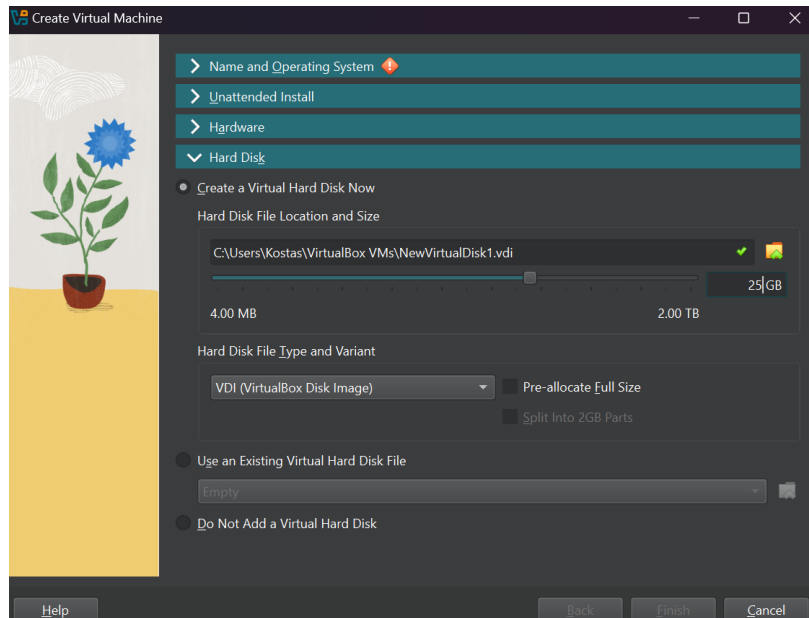 Create Virtual Machine
Name and Operating System
Unattended Install
Hardware
Hard Disk
Create a Virtual Hard Disk Now
Hard Disk File Location and Size
C:\Users\Kostas\VirtualBox VMs\NewVirtualDisk1.vdi
25 GB
4.00 MB 2.00 TB
Hard Disk File Type and Variant
VDI (VirtualBox Disk Image) Pre-allocate Full Size
Split Into 2GB Parts
Use an Existing Virtual Hard Disk File
Empty
Do Not Add a Virtual Hard Disk
Help Back Finish Cancel